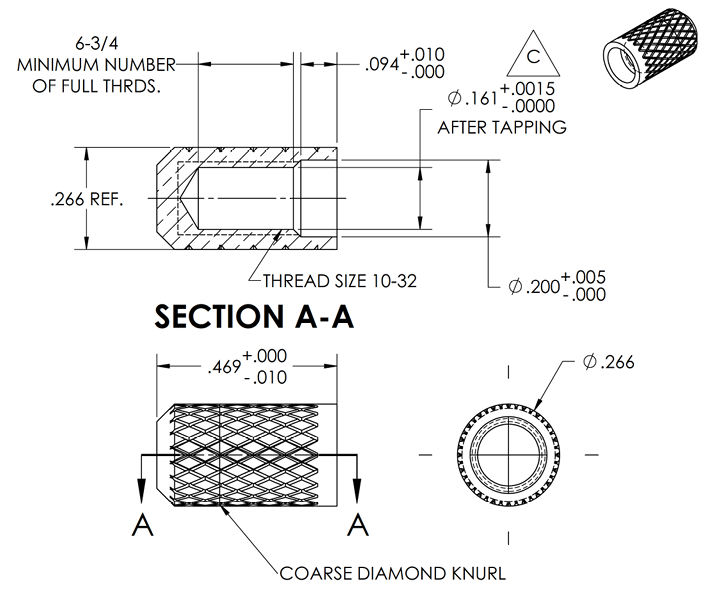 6-3/4
MINIMUM NUMBER
OF FULL THRDS.
.094 +.010
-.000
C
Ø.161 +.0015
-.0000
AFTER TAPPING
.266 REF.
THREAD SIZE 10-32
Ø.200 +.005
-.000
SECTION A-A
.469 +.000
-.010
Ø.266
A A
COARSE DIAMOND KNURL